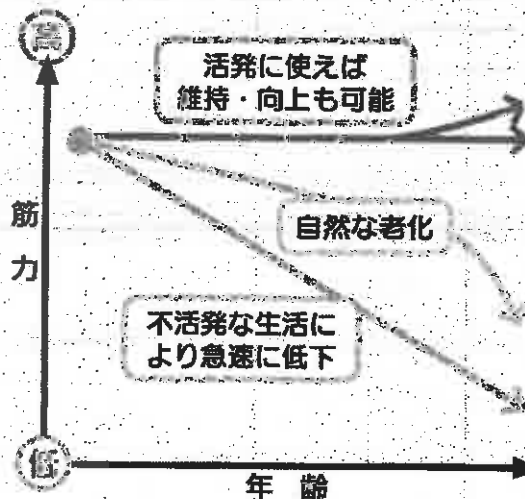 高
活発に使えば
維持・向上も可能
筋力
自然な老化
不活発な生活に
より急速に低下
低
年齢